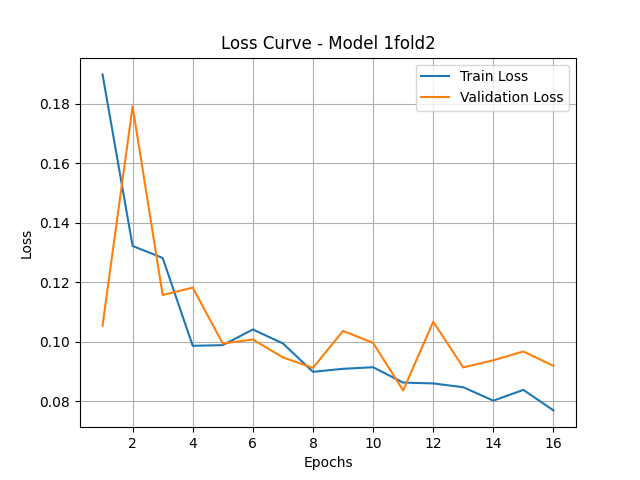 Loss Curve - Model 1fold2
Train Loss
Validation Loss
0.18
0.16
0.14
0.12
0.10
0.08
Loss
2 4 6 8 10 12 14 16
Epochs